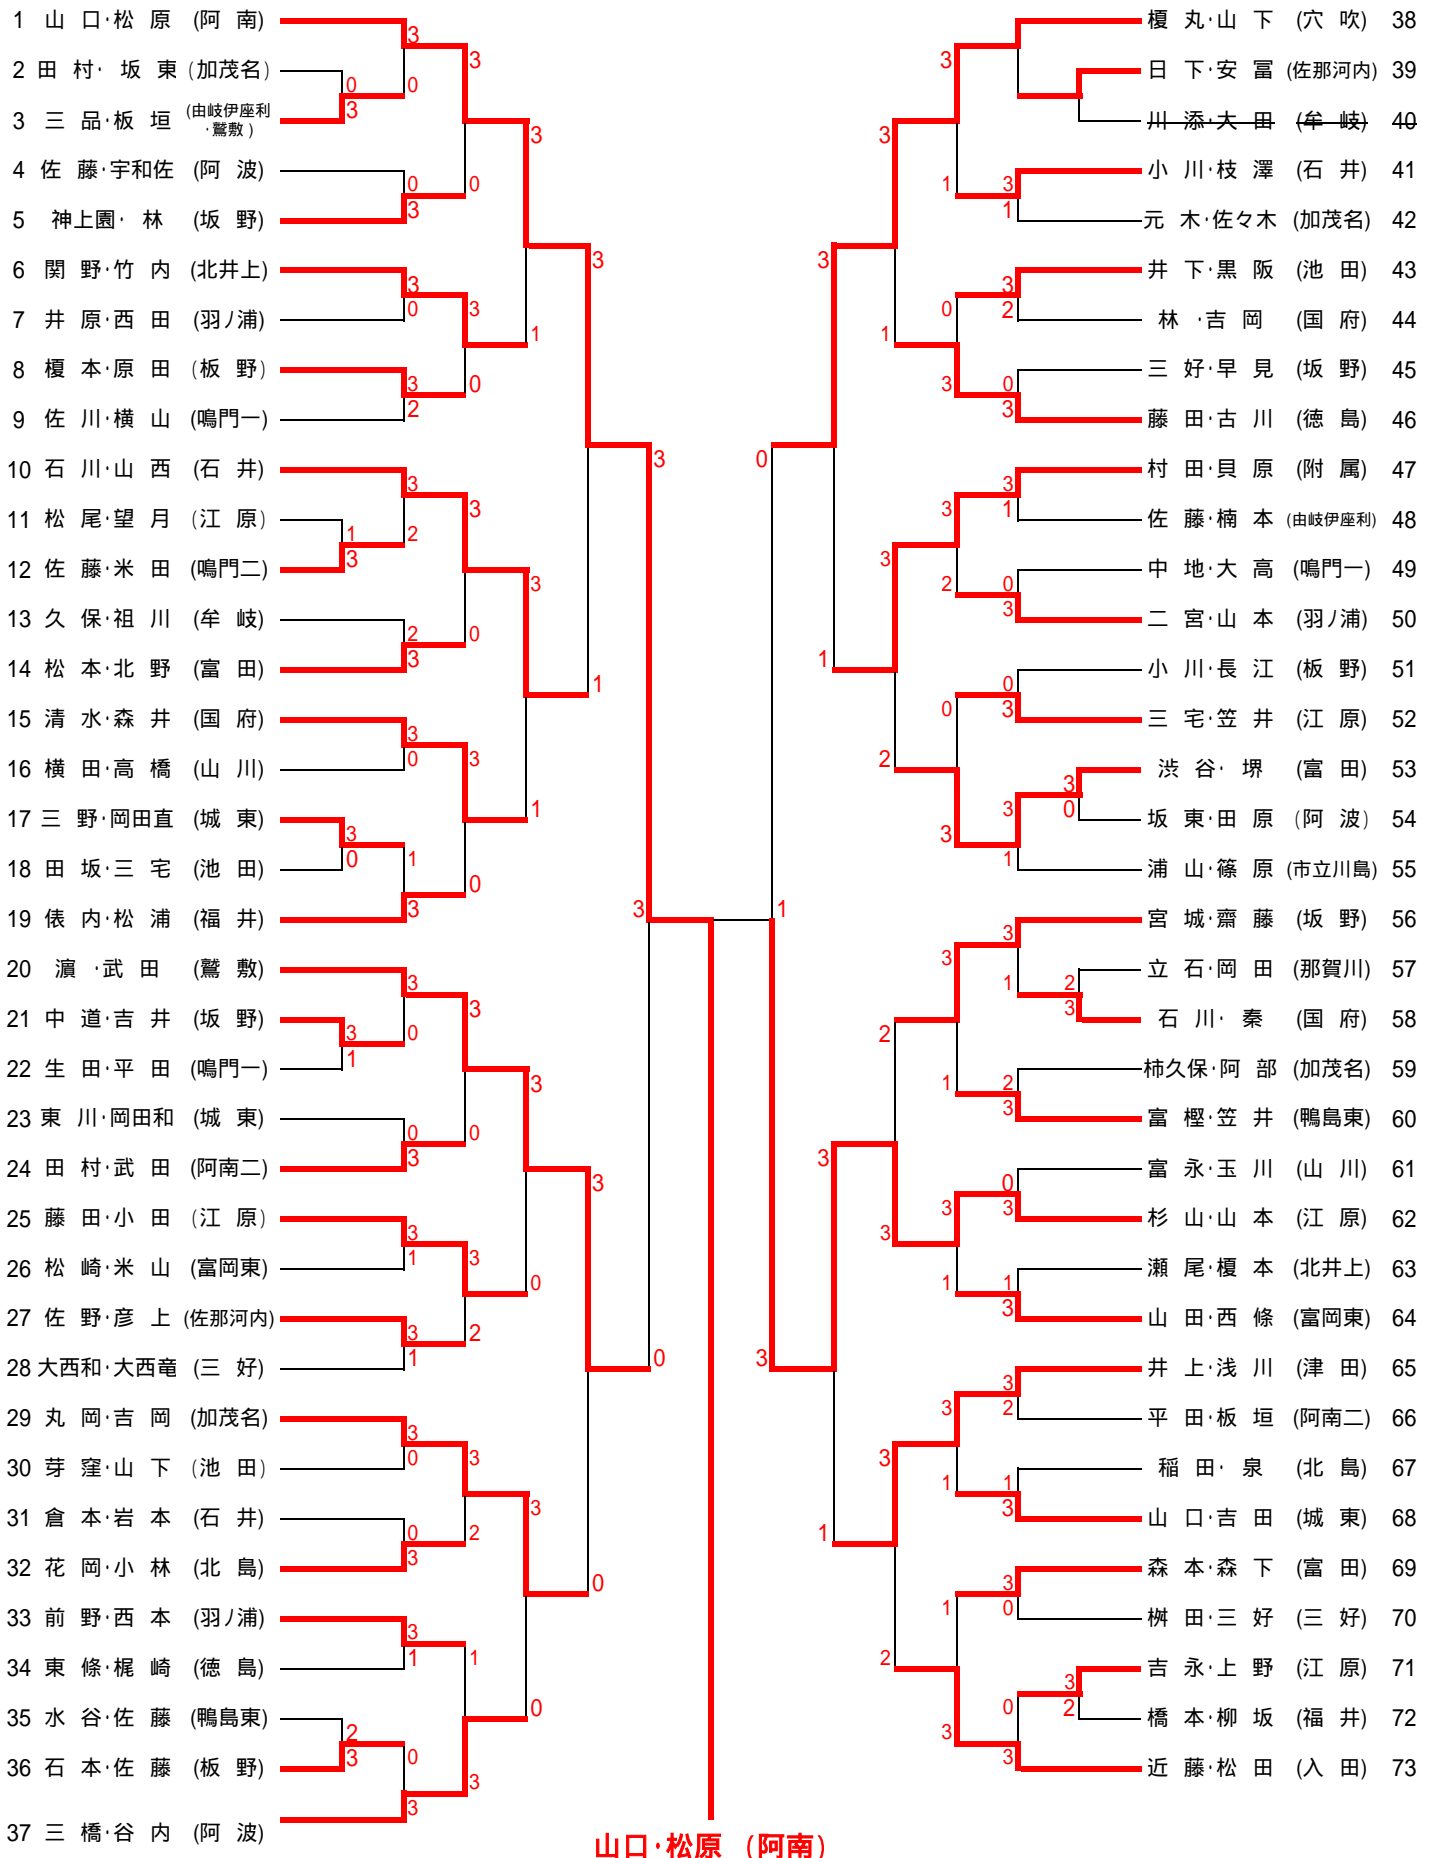 1 山口・松原 (阿南)
2 田村・坂東 (加茂名)
3 三品・板垣 (由岐伊座利・鷲敷)
4 佐藤・宇和佐 (阿波)
5 神上園・林 (坂野)
6 関野・竹内 (北井上)
7 井原・西田 (羽ノ浦)
8 榎本・原田 (板野)
9 佐川・横山 (鳴門一)
10 石川・山西 (石井)
11 松尾・望月 (江原)
12 佐藤・米田 (鳴門二)
13 久保・祖川 (牟岐)
14 松本・北野 (富田)
15 清水・森井 (国府)
16 横田・高橋 (山川)
17 三野・岡田直 (城東)
18 田坂・三宅 (池田)
19 俵内・松浦 (福井)
20 濵・武田 (鷲敷)
21 中道・吉井 (坂野)
22 生田・平田 (鳴門一)
23 東川・岡田和 (城東)
24 田村・武田 (阿南二)
25 藤田・小田 (江原)
26 松崎・米山 (富岡東)
27 佐野・彦上 (佐那河内)
28 大西和・大西竜 (三好)
29 丸岡・吉岡 (加茂名)
30 芽窪・山下 (池田)
31 倉本・岩本 (石井)
32 花岡・小林 (北島)
33 前野・西本 (羽ノ浦)
34 東條・梶崎 (徳島)
35 水谷・佐藤 (鴨島東)
36 石本・佐藤 (板野)
37 三橋・谷内 (阿波)
榎丸・山下 (穴吹) 38
日下・安冨 (佐那河内) 39
川添・大田 (牟岐) 40
小川・枝澤 (石井) 41
元木・佐々木 (加茂名) 42
井下・黒阪 (池田) 43
林・吉岡 (国府) 44
三好・早見 (坂野) 45
藤田・古川 (徳島) 46
村田・貝原 (附属) 47
佐藤・楠本 (由岐伊座利) 48
中地・大高 (鳴門一) 49
二宮・山本 (羽ノ浦) 50
小川・長江 (板野) 51
三宅・笠井 (江原) 52
渋谷・堺 (富田) 53
坂東・田原 (阿波) 54
浦山・篠原 (市立川島) 55
宮城・齋藤 (坂野) 56
立石・岡田 (那賀川) 57
石川・秦 (国府) 58
柿久保・阿部 (加茂名) 59
富樫・笠井 (鴨島東) 60
富永・玉川 (山川) 61
杉山・山本 (江原) 62
瀬尾・榎本 (北井上) 63
山田・西條 (富岡東) 64
井上・浅川 (津田) 65
平田・板垣 (阿南二) 66
稲田・泉 (北島) 67
山口・吉田 (城東) 68
森本・森下 (富田) 69
桝田・三好 (三好) 70
吉永・上野 (江原) 71
橋本・柳坂 (福井) 72
近藤・松田 (入田) 73
山口・松原 (阿南)